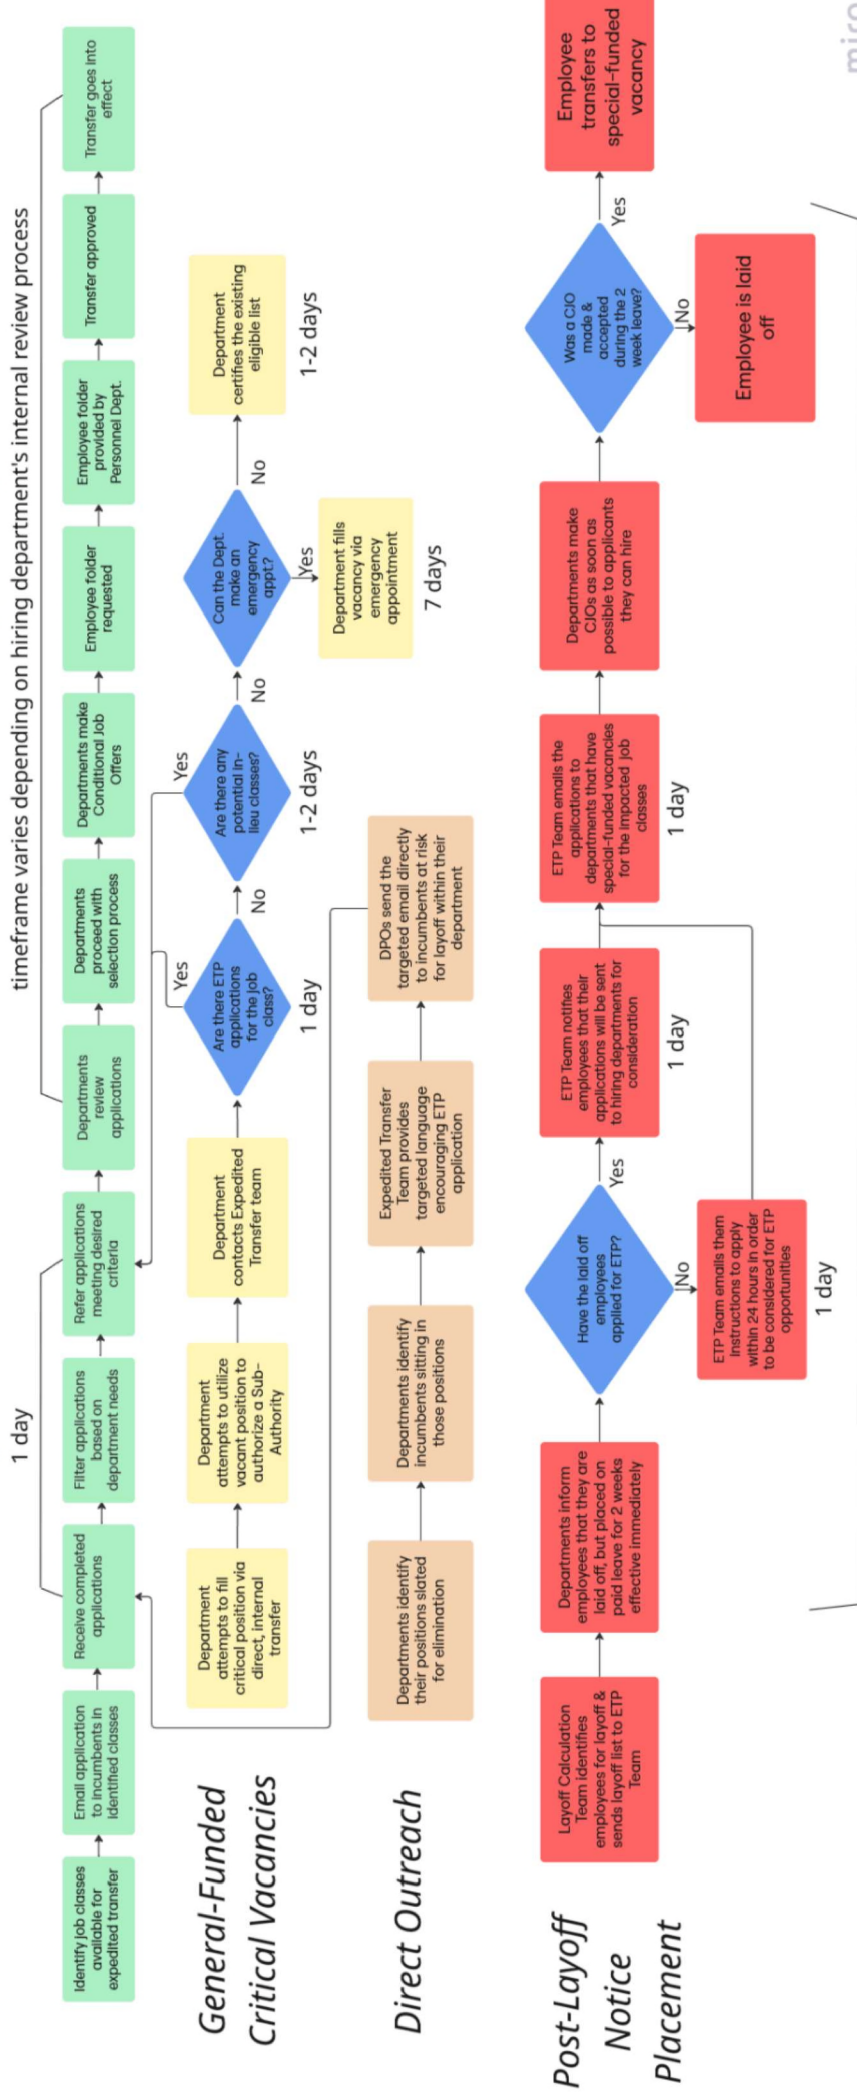 timeframe varies depending on hiring department's internal review process
1 day
Identify job classes
available for
expedited transfer
Email application
to incumbents in
identified classes
Receive completed
applications
Filter applications
based on
department needs
Refer applications
meeting desired
criteria
Departments
review
applications
Departments
proceed with
selection process
Departments make
Conditional Job
Offers
Employee folder
requested
Employee folder
provided by
Personnel Dept.
Transfer approved
Transfer goes into
effect
General-Funded
Critical Vacancies
Department
attempts to fill
critical position via
direct, internal
transfer
Department
attempts to utilize
vacant position to
authorize a Sub-
Authority
Department
contacts Expedited
Transfer team
Are there ETP
applications
for the job
class?
Yes
No
1 day
Are there any
potential in-
lieu classes?
Yes
No
1-2 days
Can the Dept.
make an
emergency
appt.?
No
Yes
Department
certifies the existing
eligible list
1-2 days
Department fills
vacancy via
emergency
appointment
7 days
Direct Outreach
Departments identify
their positions slated
for elimination
Departments identify
incumbents sitting in
those positions
Expedited Transfer
Team provides
targeted language
encouraging ETP
application
DPOs send the
targeted email directly
to incumbents at risk
for layoff within their
department
Post-Layoff
Notice
Placement
Layoff Calculation
Team identifies
employees for layoff &
sends layoff list to ETP
Team
Departments inform
employees that they are
laid off, but placed on
paid leave for 2 weeks
effective immediately
Have the laid off
employees
applied for ETP?
Yes
No
ETP Team emails them
Instructions to apply
within 24 hours in order
to be considered for ETP
opportunities
1 day
ETP Team notifies
employees that their
applications will be sent
to hiring departments for
consideration
1 day
ETP Team emails the
applications to
departments that have
special-funded vacancies
for the impacted job
classes
1 day
Departments make
CJOs as soon as
possible to applicants
they can hire
Was a CJO
made &
accepted
during the 2
week leave?
Yes
No
Employee
transfers to
special-funded
vacancy
Employee is laid
off
miro